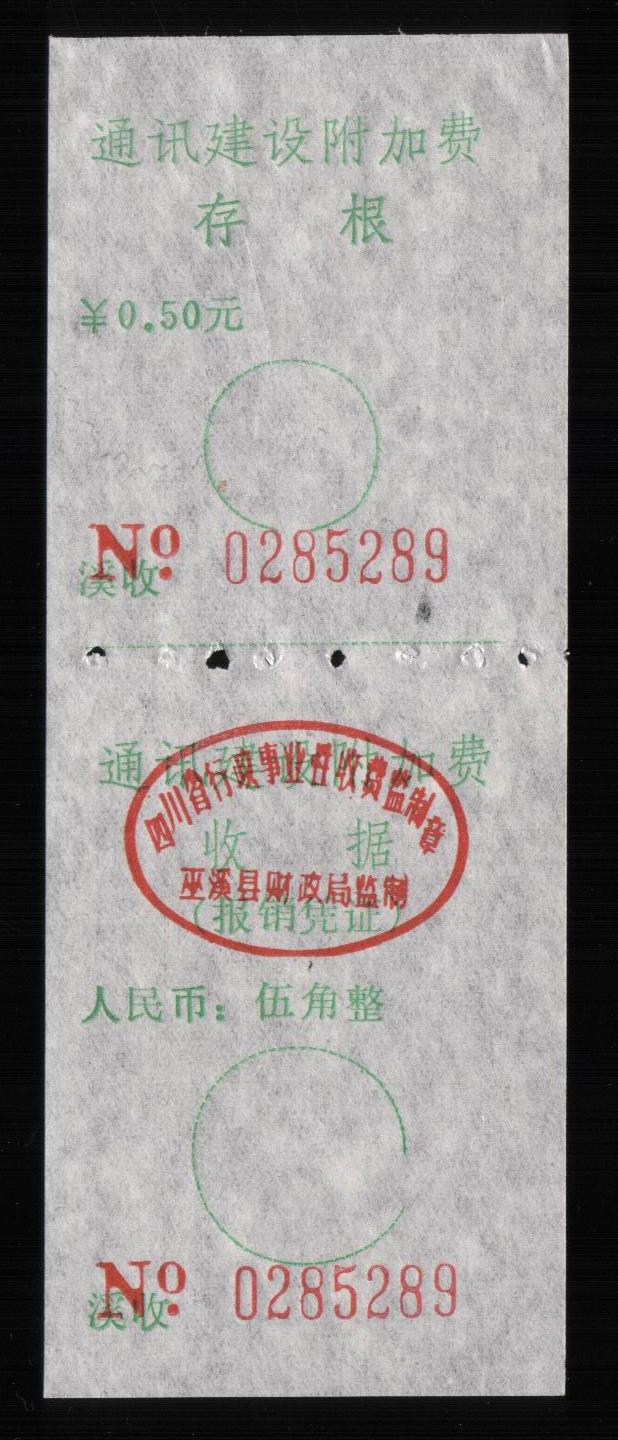 通讯建设附加费
存 根
¥0.50元
No. 0285289
溪收
通讯建设附加费
四川省行政事业性收费监制章
收 据
巫溪县财政局监制
(报销凭证)
人民币：伍角整
No. 0285289
溪收